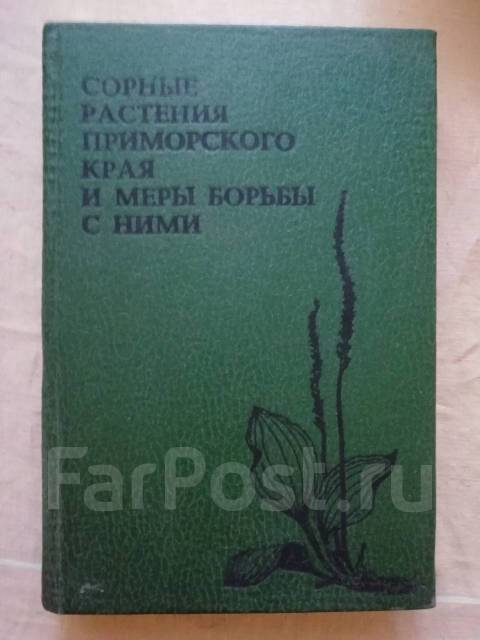 СОРНЫЕ
РАСТЕНИЯ
ПРИМОРСКОГО
КРАЯ
И МЕРЫ БОРЬБЫ
С НИМИ
FarPost.ru